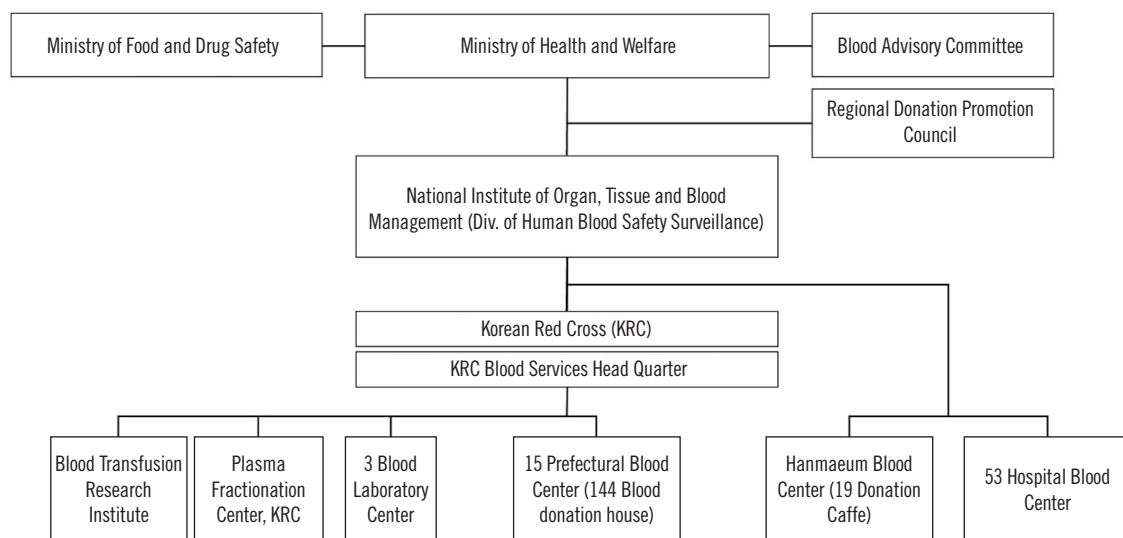 Ministry of Food and Drug Safety
Ministry of Health and Welfare
Blood Advisory Committee
Regional Donation Promotion
Council
National Institute of Organ, Tissue and Blood
Management (Div. of Human Blood Safety Surveillance)
Korean Red Cross (KRC)
KRC Blood Services Head Quarter
Blood Transfusion
Research
Institute
Plasma
Fractionation
Center, KRC
3 Blood
Laboratory
Center
15 Prefectural Blood
Center (144 Blood
donation house)
Hanmaeum Blood
Center (19 Donation
Caffe)
53 Hospital Blood
Center